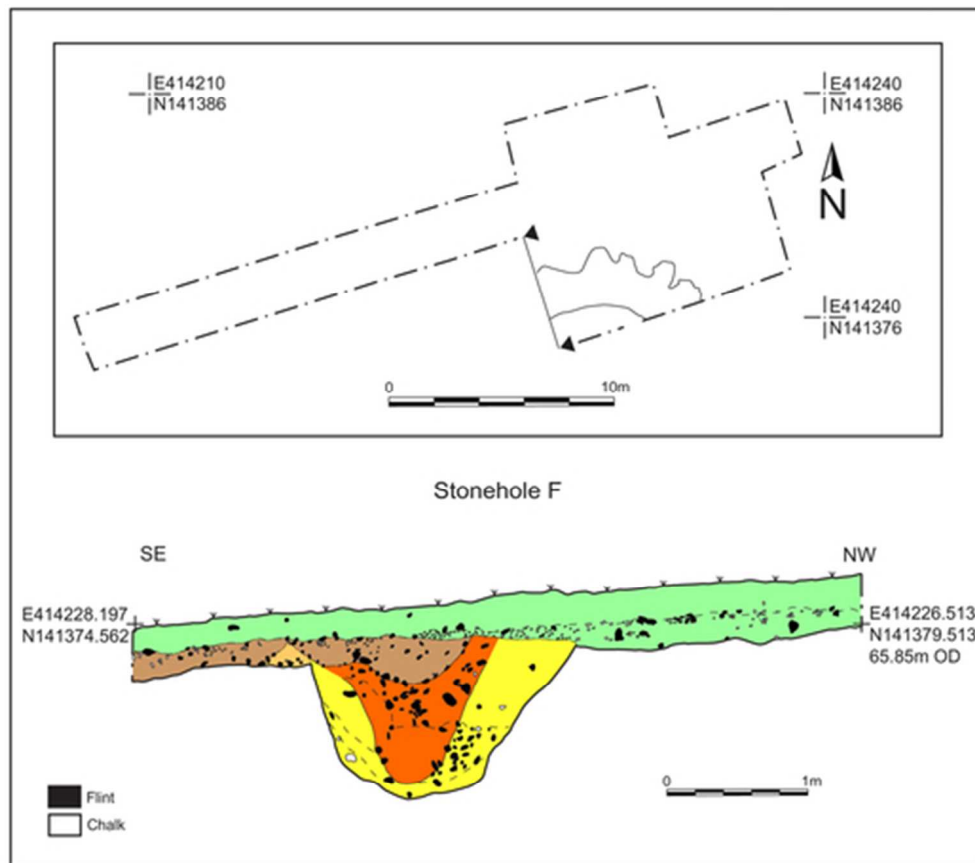 E414210
N141386
E414240
N141386
N
E414240
N141376
0 10m
Stonehole F
SE
NW
E414228.197
N141374.562
E414226.513
N141379.513
65.85m OD
0 1m
Flint
Chalk